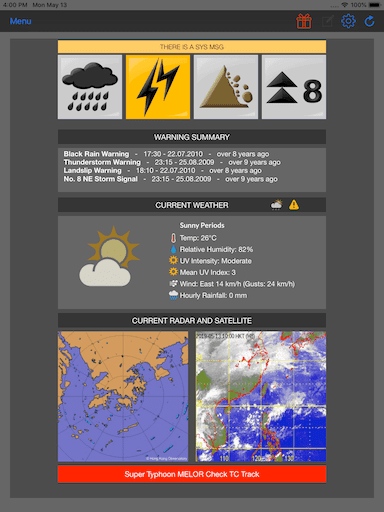 4:00 PM Mon May 13
100%
Menu
THERE IS A SYS MSG
8
WARNING SUMMARY
Black Rain Warning - 17:30 - 22.07.2010 - over 8 years ago
Thunderstorm Warning - 23:15 - 25.08.2009 - over 9 years ago
Landslip Warning - 18:10 - 22.07.2010 - over 8 years ago
No. 8 NE Storm Signal - 23:15 - 25.08.2009 - over 9 years ago
CURRENT WEATHER
Sunny Periods
Temp: 26°C
Relative Humidity: 82%
UV Intensity: Moderate
Mean UV Index: 3
Wind: East 14 km/h (Gusts: 24 km/h)
Hourly Rainfall: 0 mm
CURRENT RADAR AND SATELLITE
2019-05-13 10:00 HKT
© Hong Kong Observatory
110 120 130
Super Typhoon MELOR Check TC Track